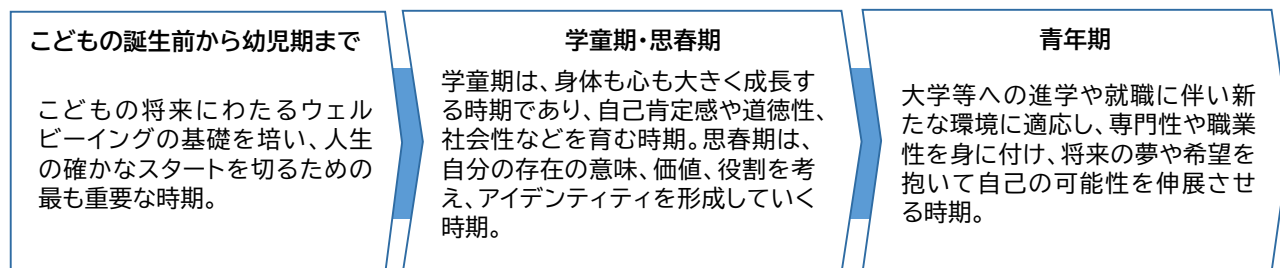 こどもの誕生前から幼児期まで
こどもの将来にわたるウェル
ビーイングの基礎を培い、人生
の確かなスタートを切るための
最も重要な時期。
学童期・思春期
学童期は、身体も心も大きく成長す
る時期であり、自己肯定感や道徳性、
社会性などを育む時期。思春期は、
自分の存在の意味、価値、役割を考
え、アイデンティティを形成していく
時期。
青年期
大学等への進学や就職に伴い新
たな環境に適応し、専門性や職業
性を身に付け、将来の夢や希望を
抱いて自己の可能性を伸展させ
る時期。